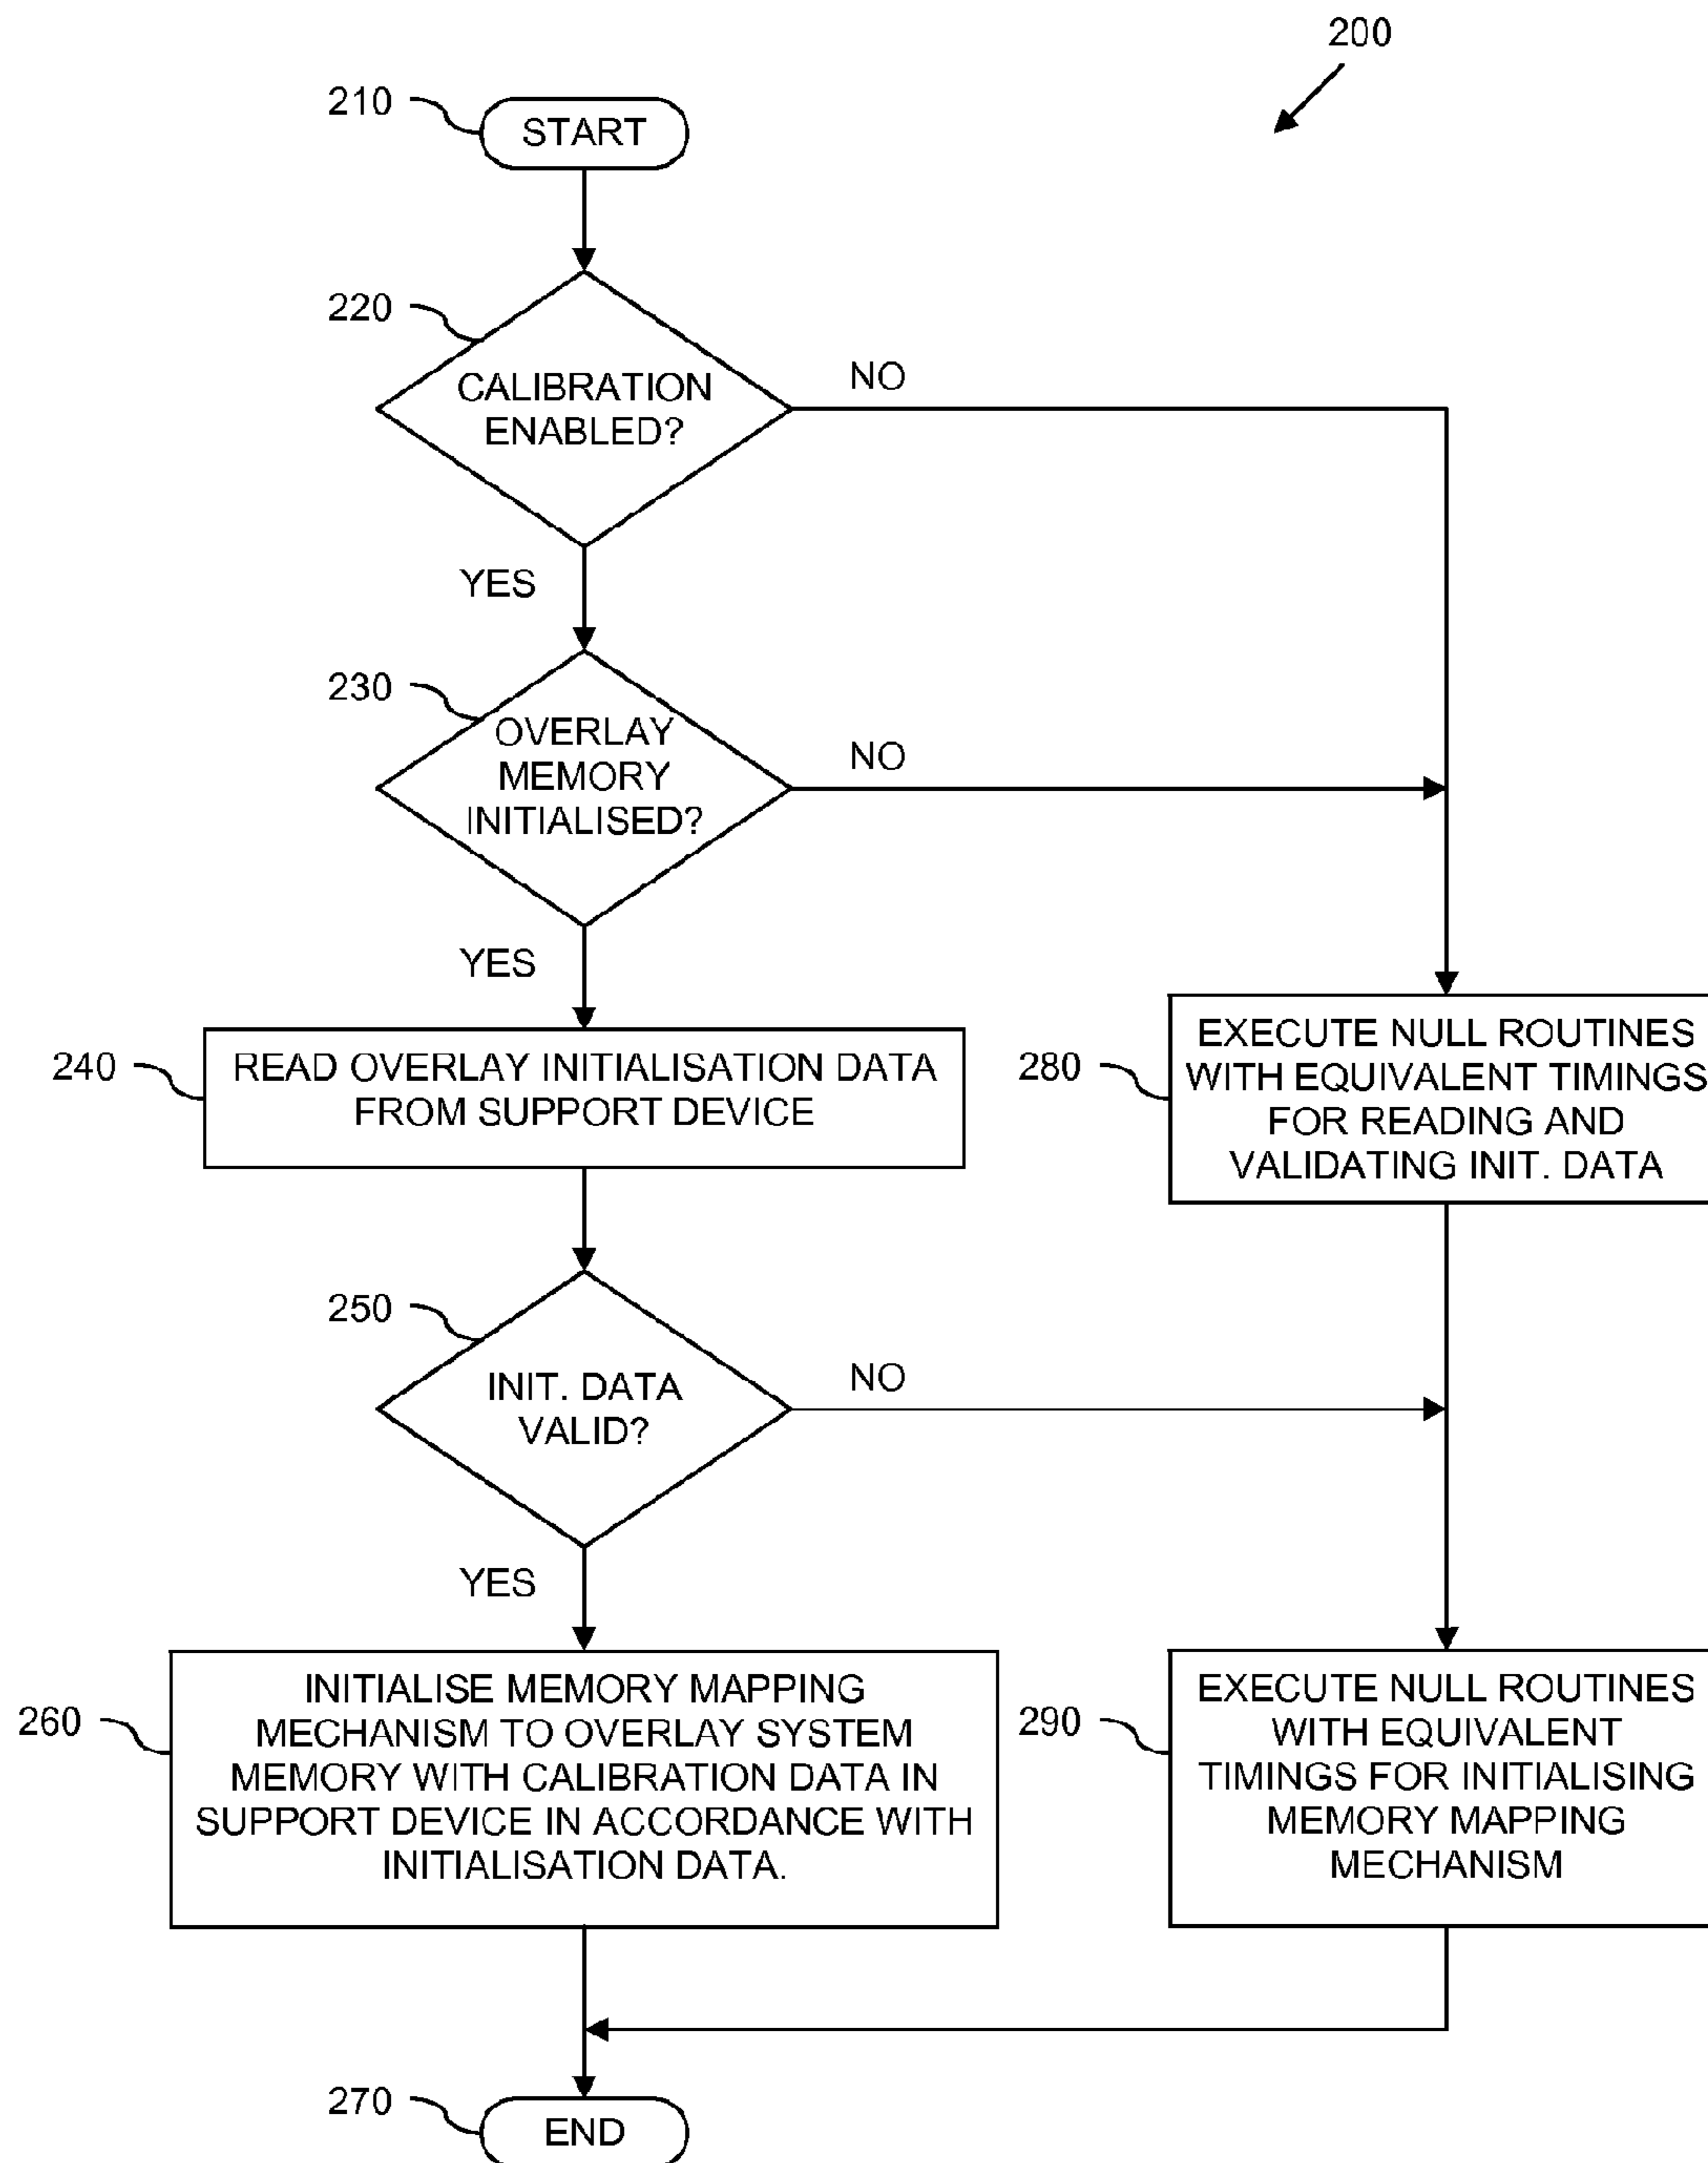 200
210
START
220
CALIBRATION
ENABLED?
NO
YES
230
OVERLAY
MEMORY
INITIALISED?
NO
YES
240
READ OVERLAY INITIALISATION DATA
FROM SUPPORT DEVICE
280
EXECUTE NULL ROUTINES
WITH EQUIVALENT TIMINGS
FOR READING AND
VALIDATING INIT. DATA
250
INIT. DATA
VALID?
NO
YES
260
INITIALISE MEMORY MAPPING
MECHANISM TO OVERLAY SYSTEM
MEMORY WITH CALIBRATION DATA IN
SUPPORT DEVICE IN ACCORDANCE WITH
INITIALISATION DATA.
290
EXECUTE NULL ROUTINES
WITH EQUIVALENT
TIMINGS FOR INITIALISING
MEMORY MAPPING
MECHANISM
270
END